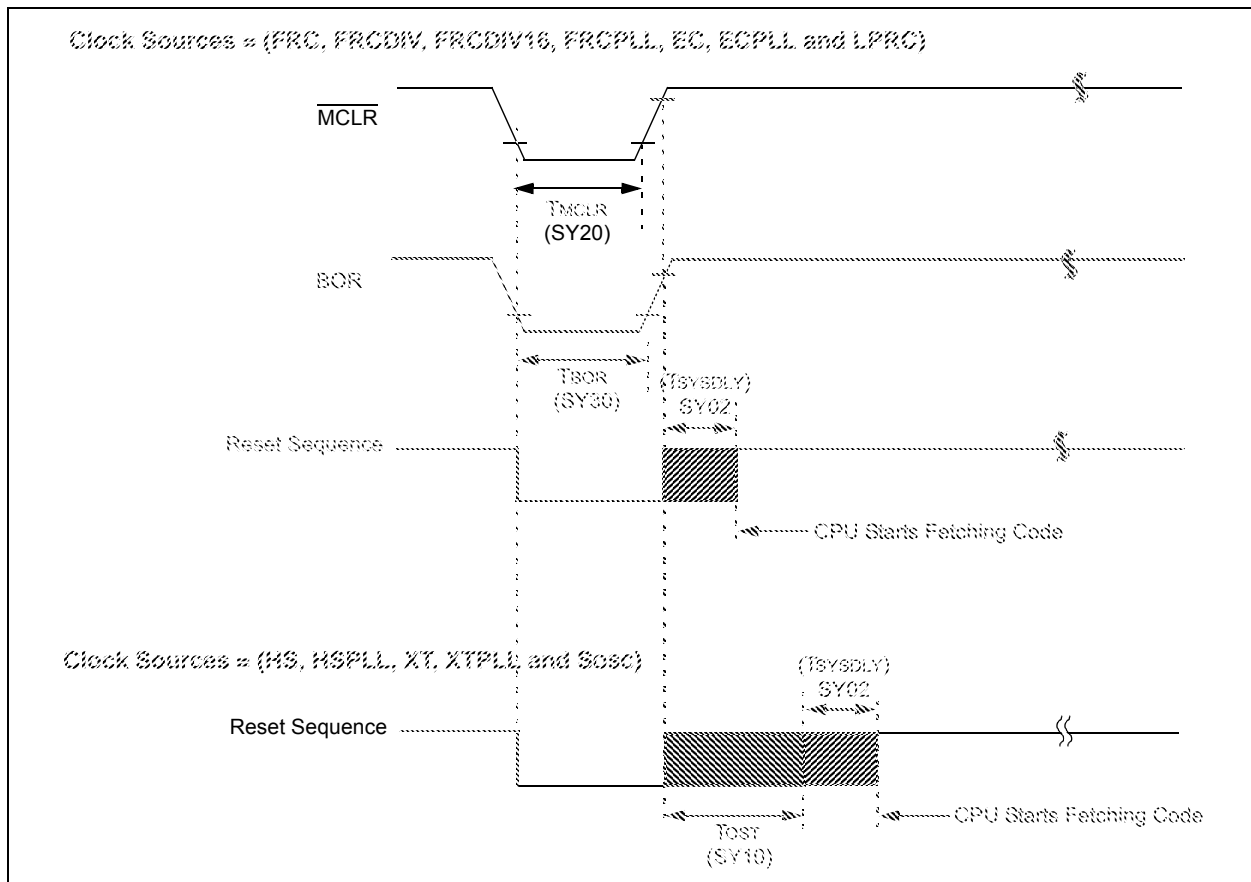 Clock Sources = (FRC, FRCDIV, FRCDIV16, FRCPLL, EC, ECPLL and LPRC)
MCLR
TMCLR
(SY20)
BOR
TBOR
(SY30)
(TSYSDLY)
SY02
Reset Sequence
CPU Starts Fetching Code
Clock Sources = (HS, HSPLL, XT, XTPLL and SOSC)
(TSYSDLY)
SY02
Reset Sequence
CPU Starts Fetching Code
TOST
(SY10)